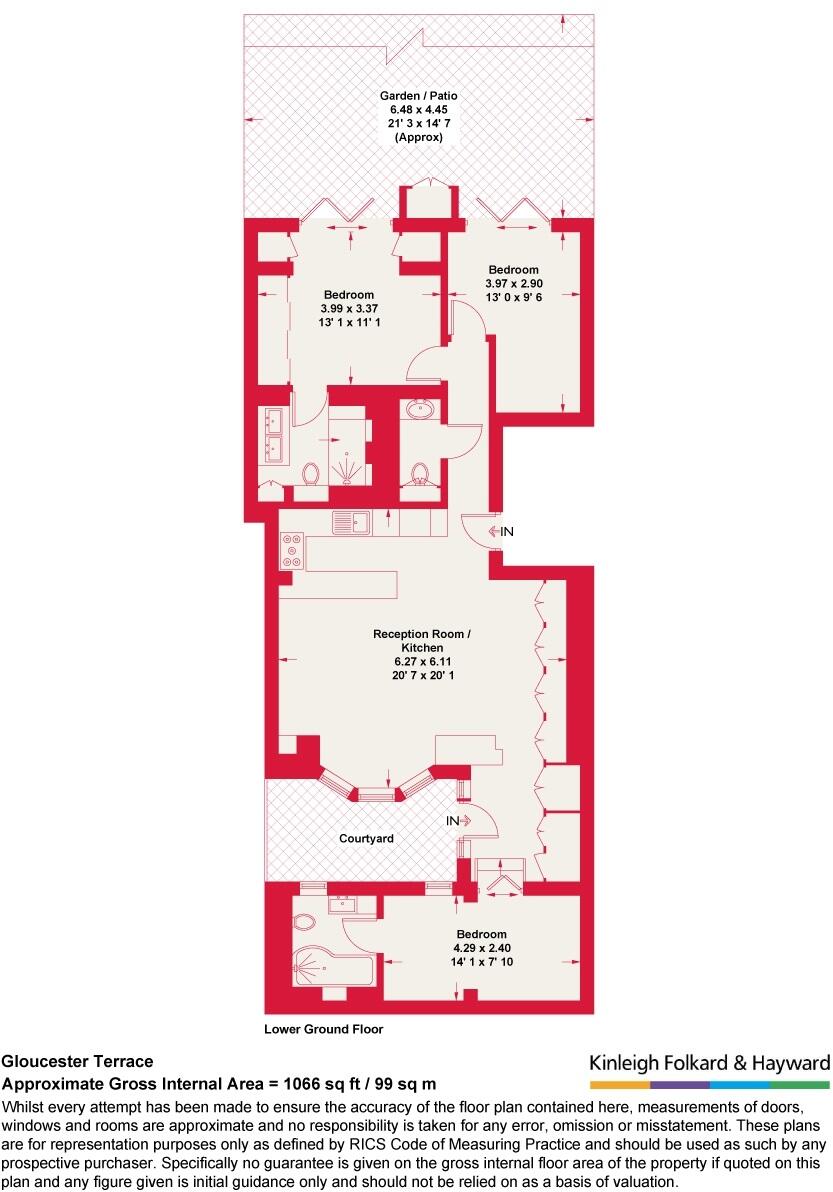 Garden / Patio
6.48 x 4.45
21' 3 x 14' 7
(Approx)
Bedroom
3.97 x 2.90
13' 0 x 9' 6
Bedroom
3.99 x 3.37
13' 1 x 11' 1
IN
Reception Room /
Kitchen
6.27 x 6.11
20' 7 x 20' 1
IN
Courtyard
Bedroom
4.29 x 2.40
14' 1 x 7' 10
Lower Ground Floor
Gloucester Terrace
Approximate Gross Internal Area = 1066 sq ft / 99 sq m
Kinleigh Folkard & Hayward
Whilst every attempt has been made to ensure the accuracy of the floor plan contained here, measurements of doors,
windows and rooms are approximate and no responsibility is taken for any error, omission or misstatement. These plans
are for representation purposes only as defined by RICS Code of Measuring Practice and should be used as such by any
prospective purchaser. Specifically no guarantee is given on the gross internal floor area of the property if quoted on this
plan and any figure given is initial guidance only and should not be relied on as a basis of valuation.